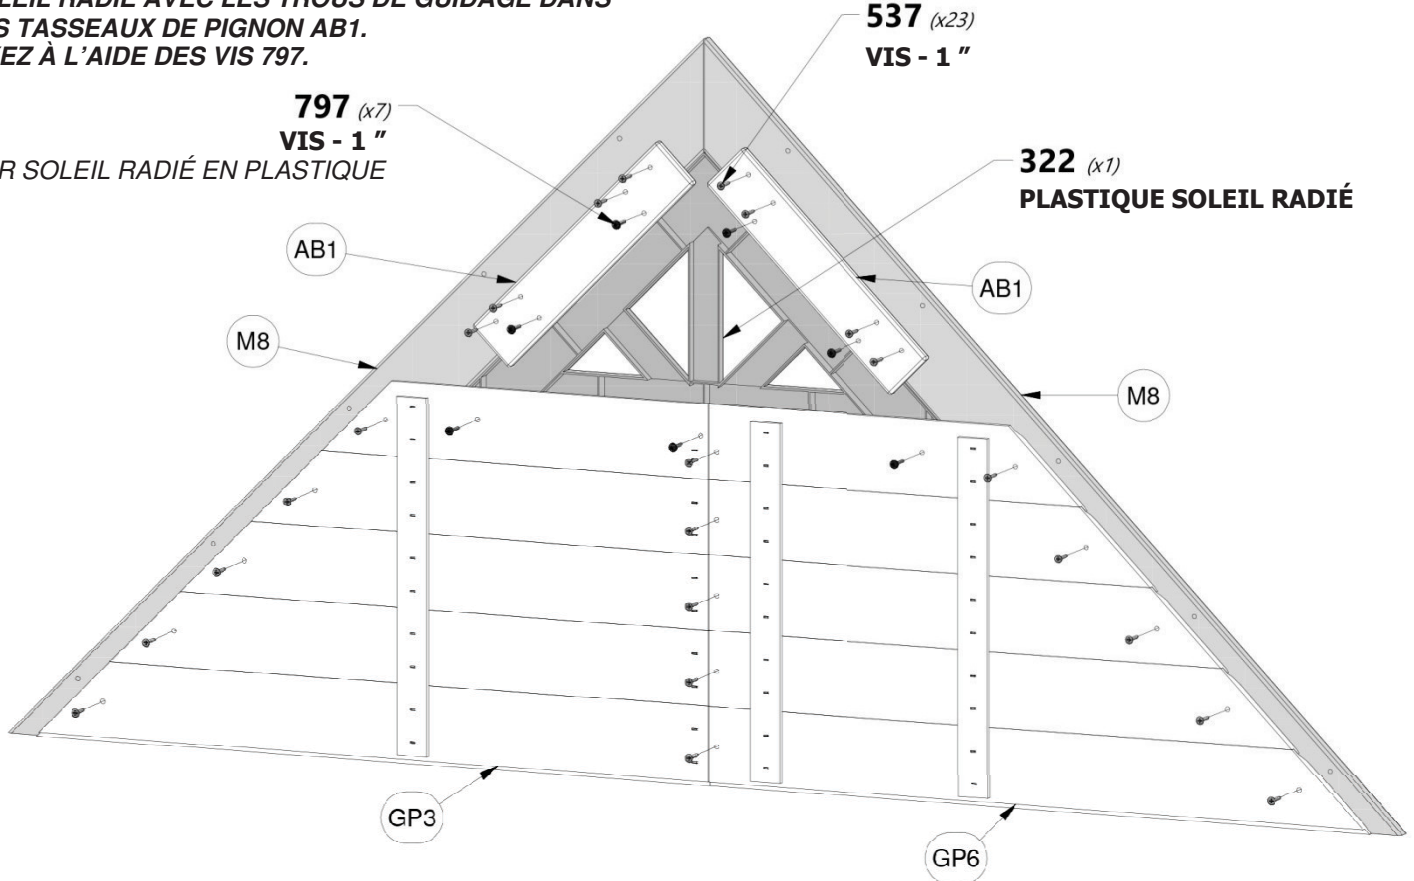 SOLEIL RADIÉ AVEC LES TROUS DE GUIDAGE DANS
TASSEAUX DE PIGNON AB1.
À L’AIDE DES VIS 797.
537 (x23)
VIS - 1 ″
797 (x7)
VIS - 1 ″
SOLEIL RADIÉ EN PLASTIQUE
322 (x1)
PLASTIQUE SOLEIL RADIÉ
AB1
AB1
M8
M8
GP3
GP6